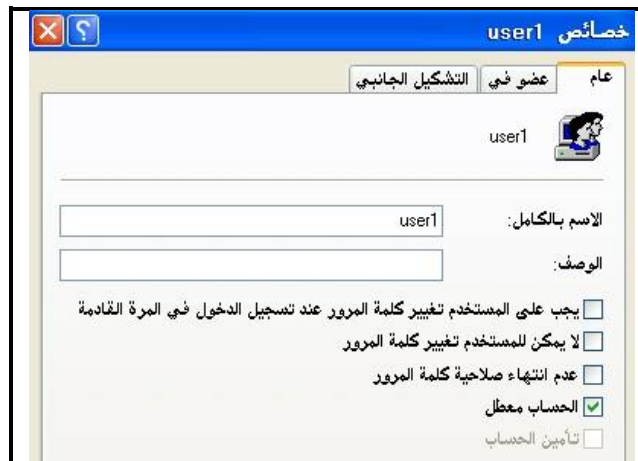 خصائص user1
عام
عضو في
التشكيل الجانبي
user1
الاسم بالكامل:
user1
الوصف:
يجب على المستخدم تغيير كلمة المرور عند تسجيل الدخول في المرة القادمة
لا يمكن للمستخدم تغيير كلمة المرور
عدم انتهاء صلاحية كلمة المرور
الحساب معطل
تأمين الحساب